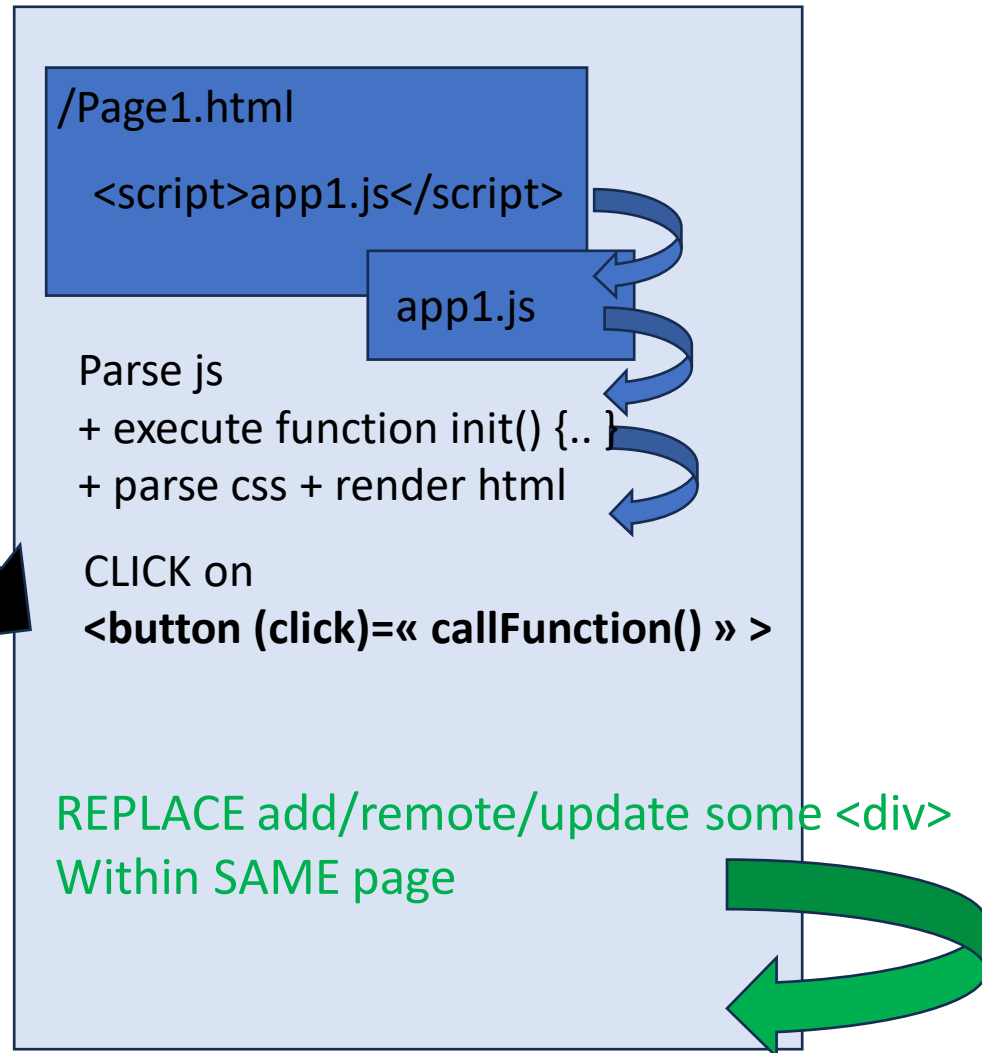 /Page1.html
<script>app1.js</script>
app1.js
Parse js
+ execute function init() {.. }
+ parse css + render html
CLICK on
<button (click)=« callFunction() » >
REPLACE add/remote/update some <div>
Within SAME page